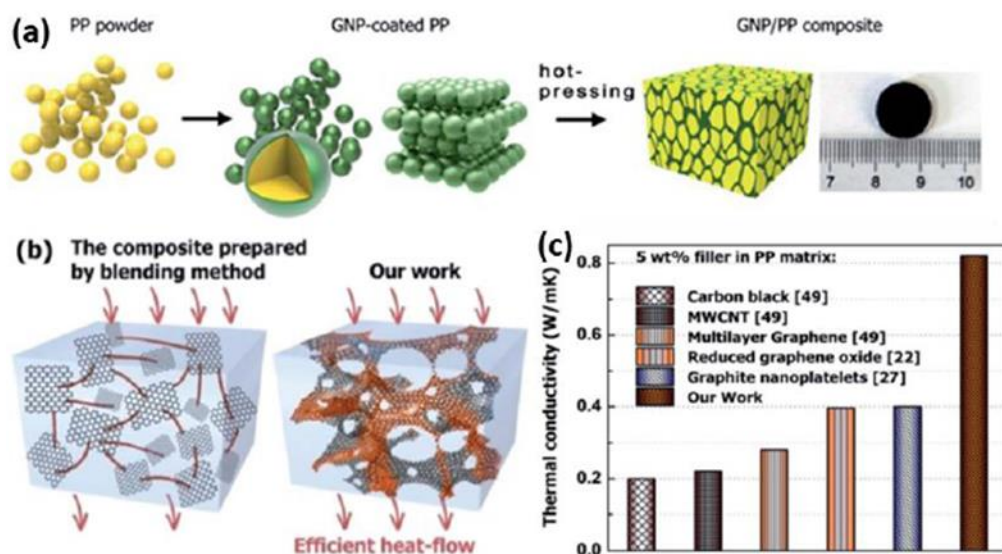 (a)
PP powder
GNP-coated PP
GNP/PP composite
hot-
pressing
7 8 9 10
(b)
The composite prepared
by blending method
Our work
Efficient heat-flow
(c)
Thermal conductivity (W/mK)
0.8
0.6
0.4
0.2
0.0
5 wt% filler in PP matrix:
Carbon black [49]
MWCNT [49]
Multilayer Graphene [49]
Reduced graphene oxide [22]
Graphite nanoplatelets [27]
Our Work